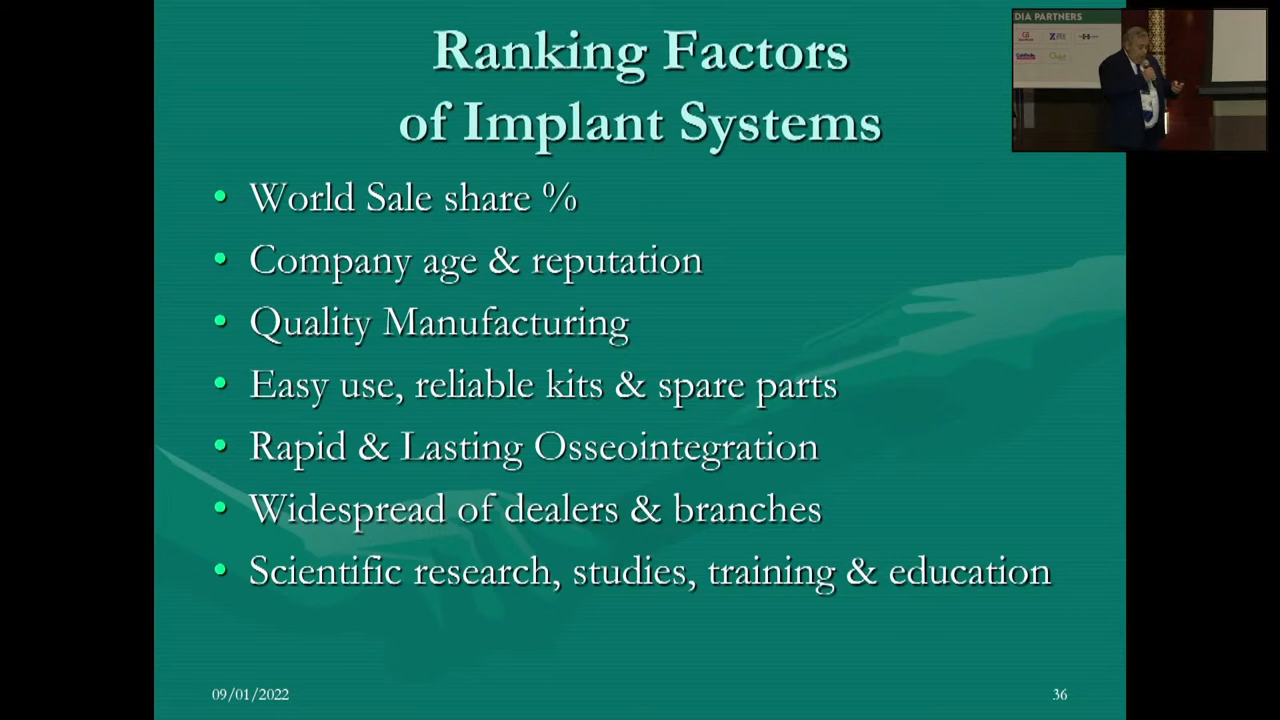 Ranking Factors
of Implant Systems
• World Sale share %
• Company age & reputation
• Quality Manufacturing
• Easy use, reliable kits & spare parts
• Rapid & Lasting Osseointegration
• Widespread of dealers & branches
• Scientific research, studies, training & education
09/01/2022
36
DIA PARTNERS